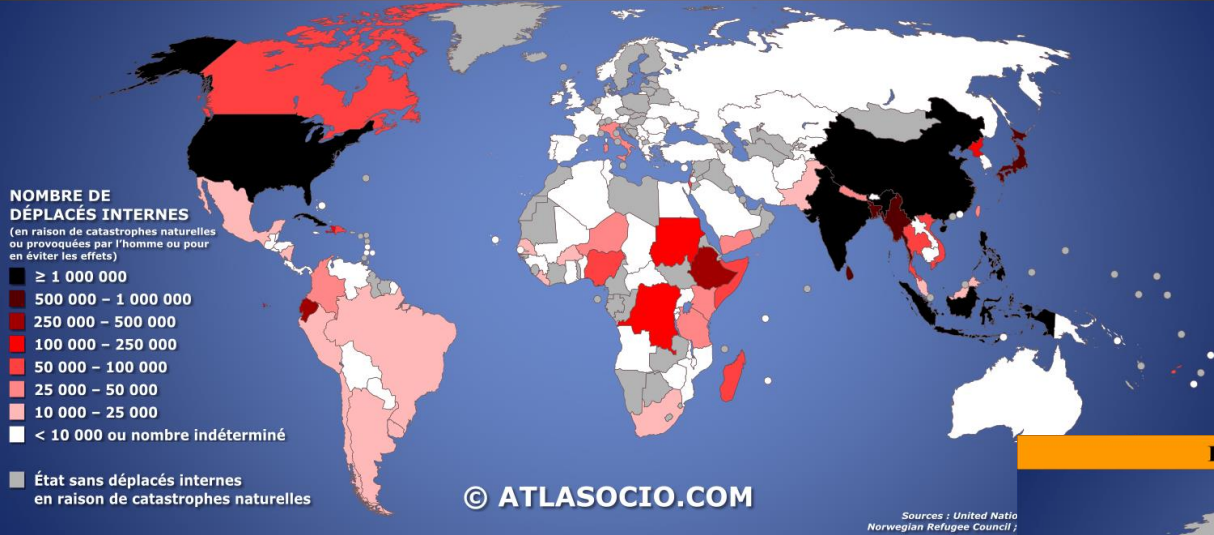 NOMBRE DE
DÉPLACÉS INTERNES
(en raison de catastrophes naturelles
ou provoquées par l'homme ou pour
en éviter les effets)
≥ 1 000 000
500 000 – 1 000 000
250 000 – 500 000
100 000 – 250 000
50 000 – 100 000
25 000 – 50 000
10 000 – 25 000
< 10 000 ou nombre indéterminé
État sans déplacés internes
en raison de catastrophes naturelles
© ATLASOCIO.COM
Sources : United
Norwegian Refugee Council ;